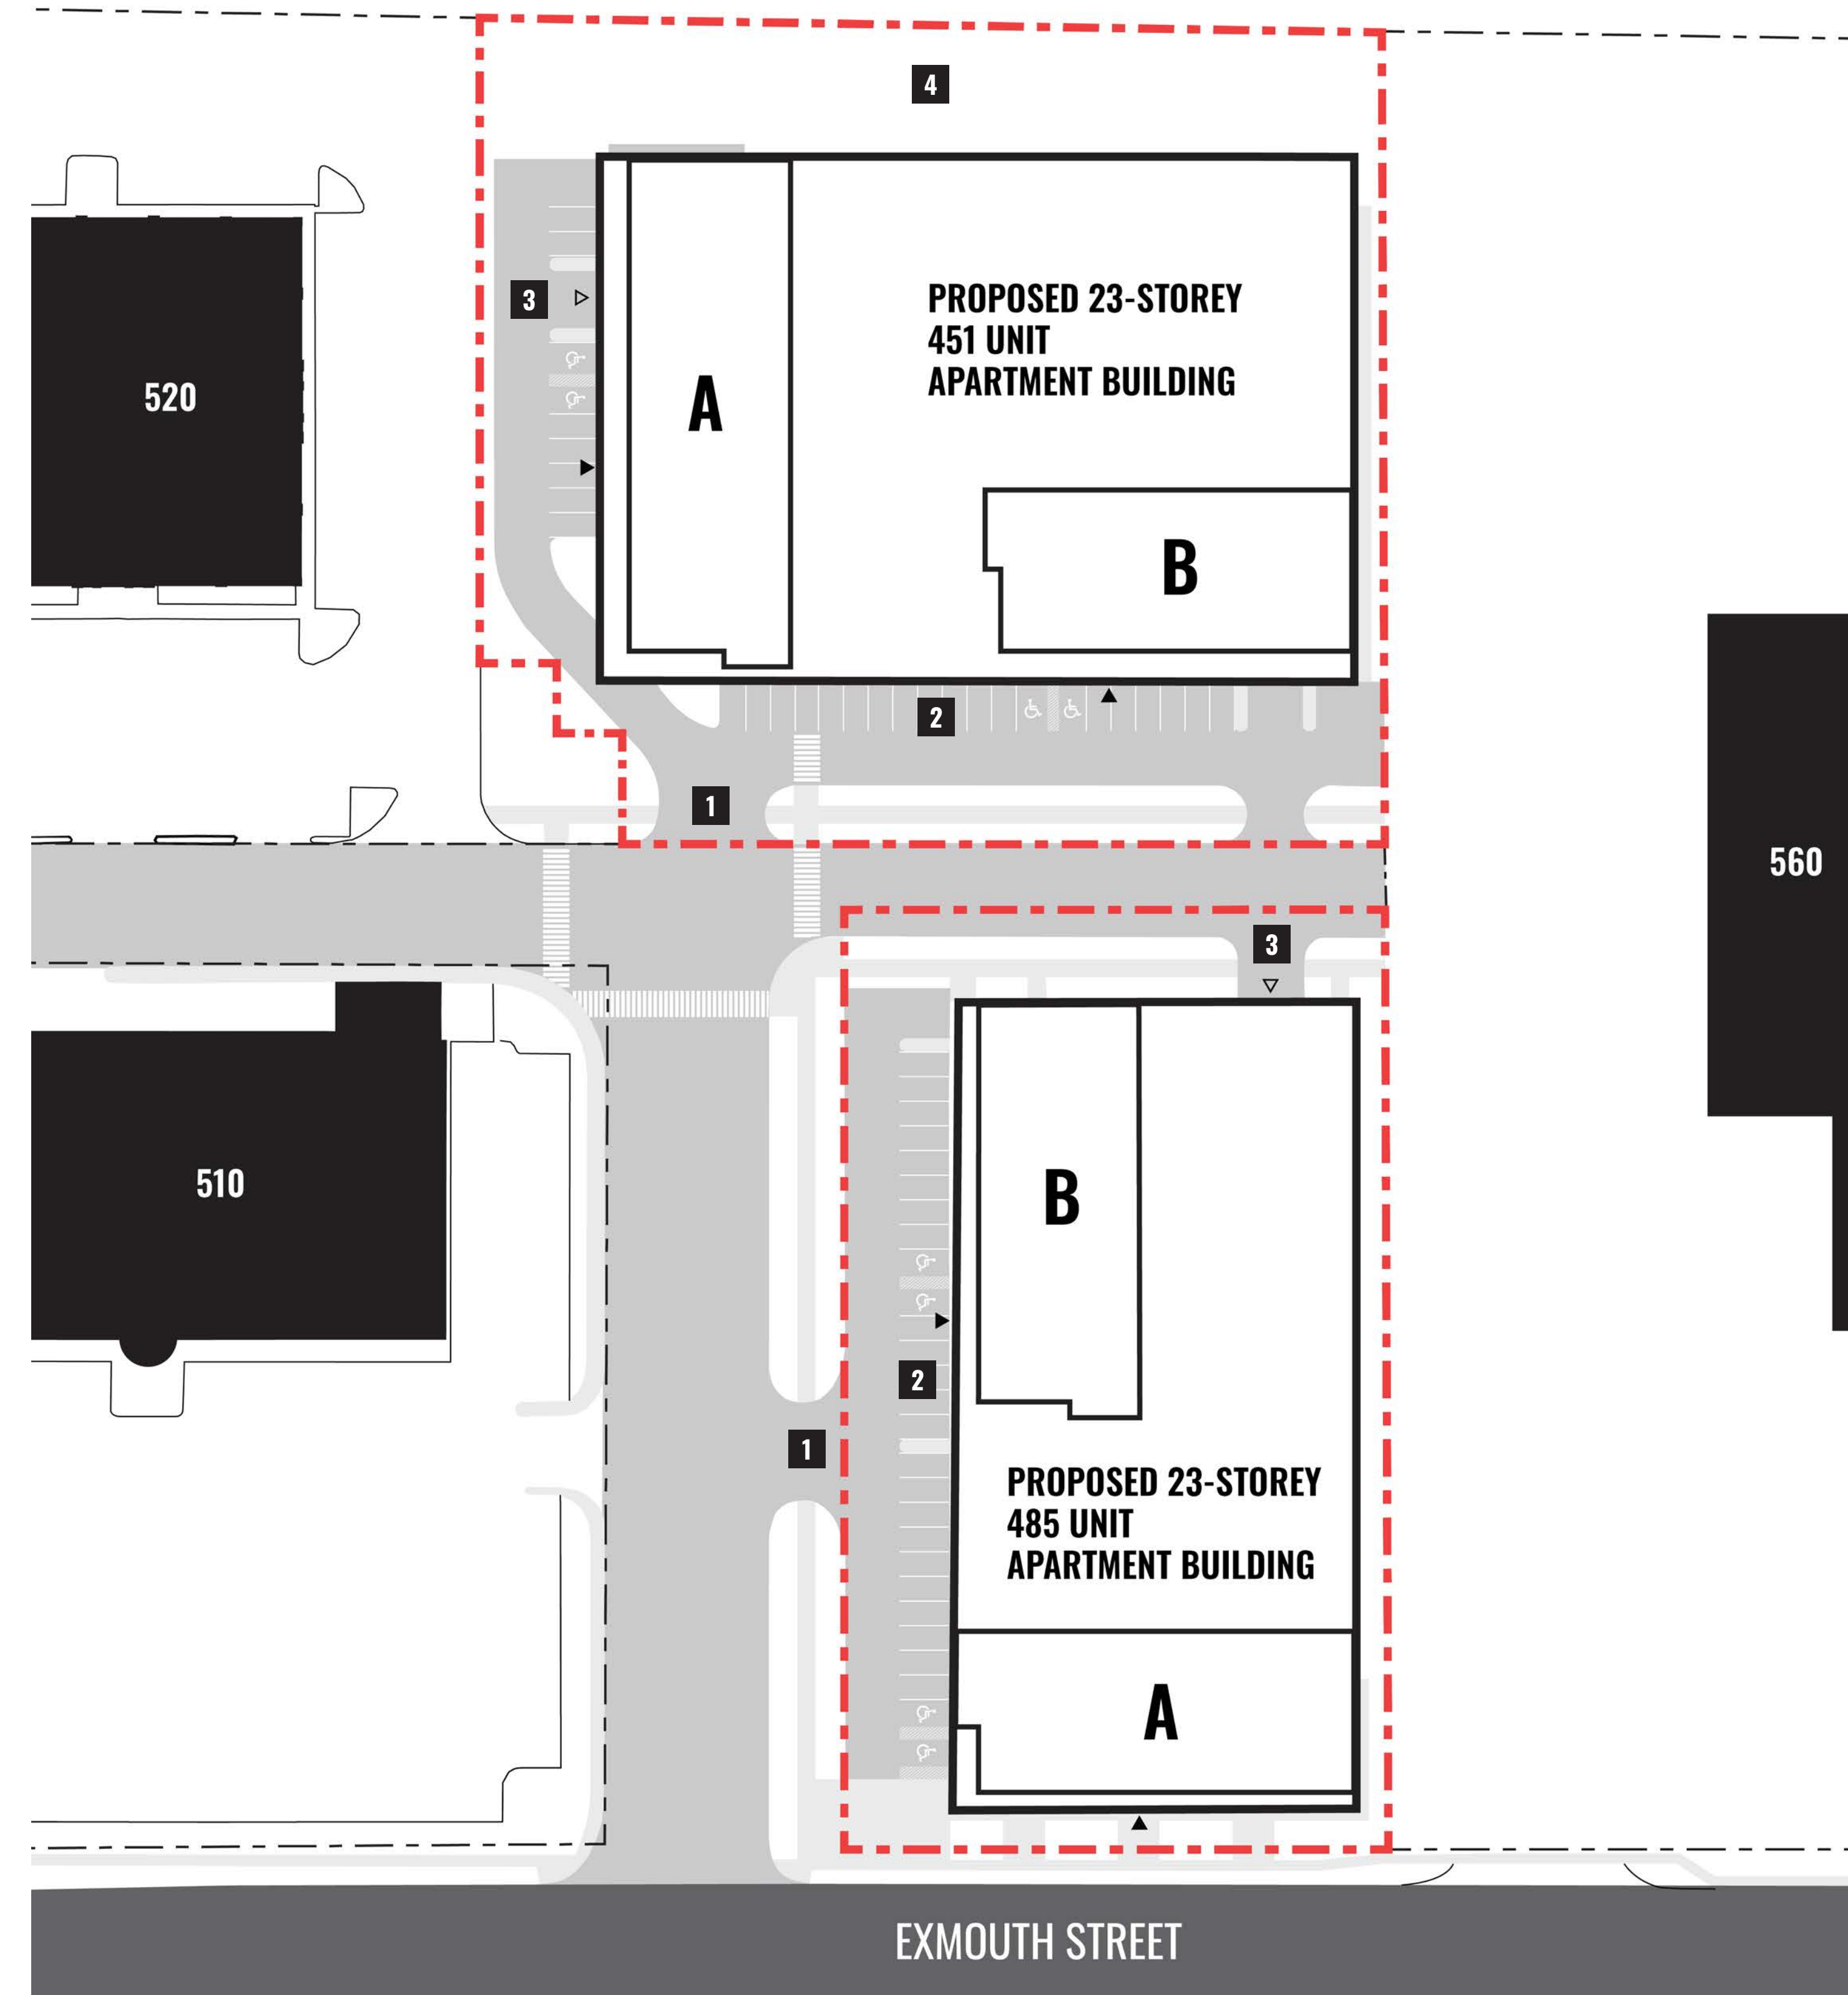 4
3
PROPOSED 23-STOREY
451 UNIT
APARTMENT BUILDING
520
A
B
2
1
560
3
510
B
2
1
PROPOSED 23-STOREY
485 UNIT
APARTMENT BUILDING
A
EXMOUTH STREET